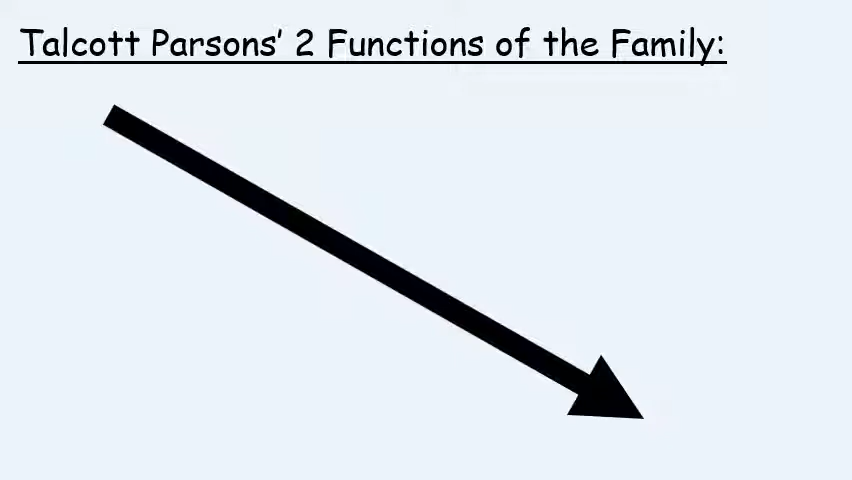 Talcott Parsons’ 2 Functions of the Family: